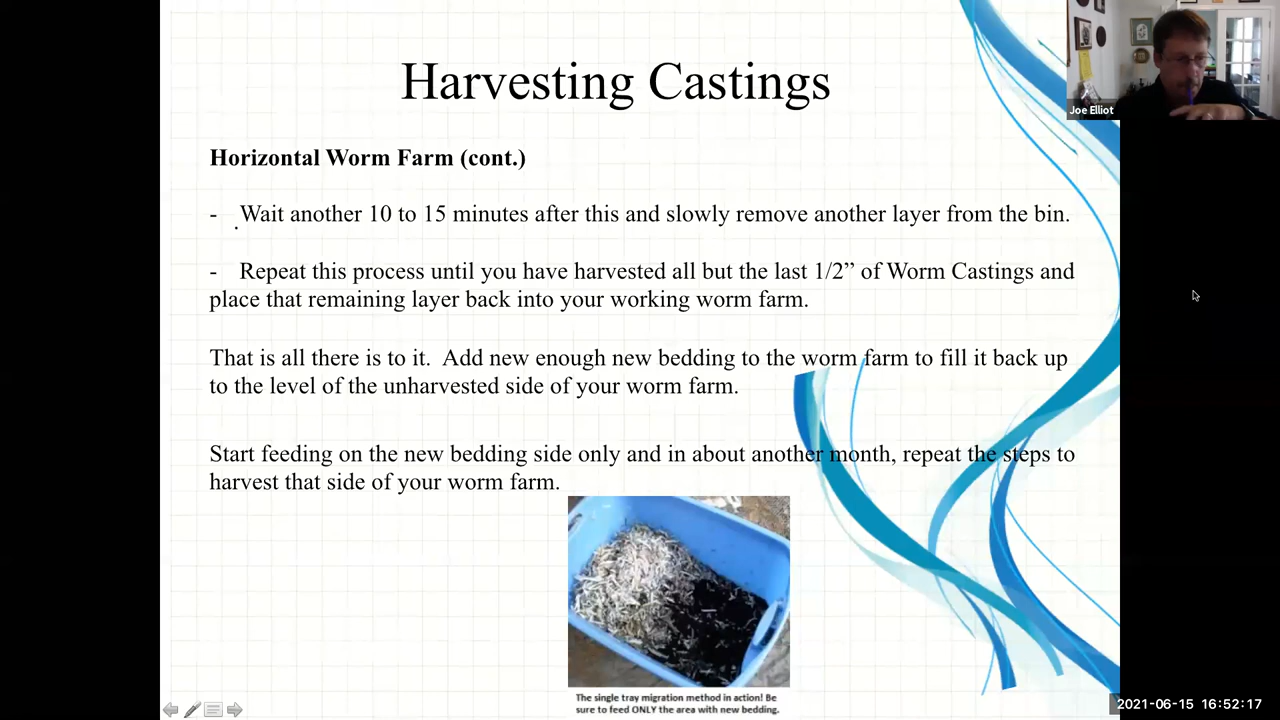 Harvesting Castings
Joe Elliot
Horizontal Worm Farm (cont.)
- Wait another 10 to 15 minutes after this and slowly remove another layer from the bin.
.
- Repeat this process until you have harvested all but the last 1/2” of Worm Castings and
place that remaining layer back into your working worm farm.
That is all there is to it. Add new enough new bedding to the worm farm to fill it back up
to the level of the unharvested side of your worm farm.
Start feeding on the new bedding side only and in about another month, repeat the steps to
harvest that side of your worm farm.
The single tray migration method in action! Be
sure to feed ONLY the area with new bedding.
2021-06-15 16:52:17